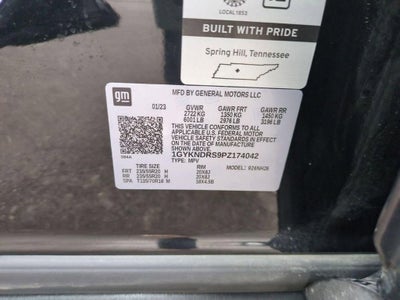 LOCAL1853
BUILT WITH PRIDE
Spring Hill, Tennessee
gm
MFD BY GENERAL MOTORS LLC
01/23 GVWR GAWR FRT GAWR RR
2722 KG 1350 KG 1450 KG
6001 LB 2976 LB 3196 LB
THIS VEHICLE CONFORMS TO ALL
APPLICABLE U.S. FEDERAL MOTOR
VEHICLE SAFETY STANDARDS IN EFFECT
ON THE DATE OF MANUFACTURE SHOWN ABOVE.
1GYKNDRS9PZ174042
TYPE: MPV MODEL:
TIRE SIZE RIM
FRT 235/55R20 H 20X8J
RR 235/55R20 H 20X8J
SPA T135/70R18 M 18X4.5B